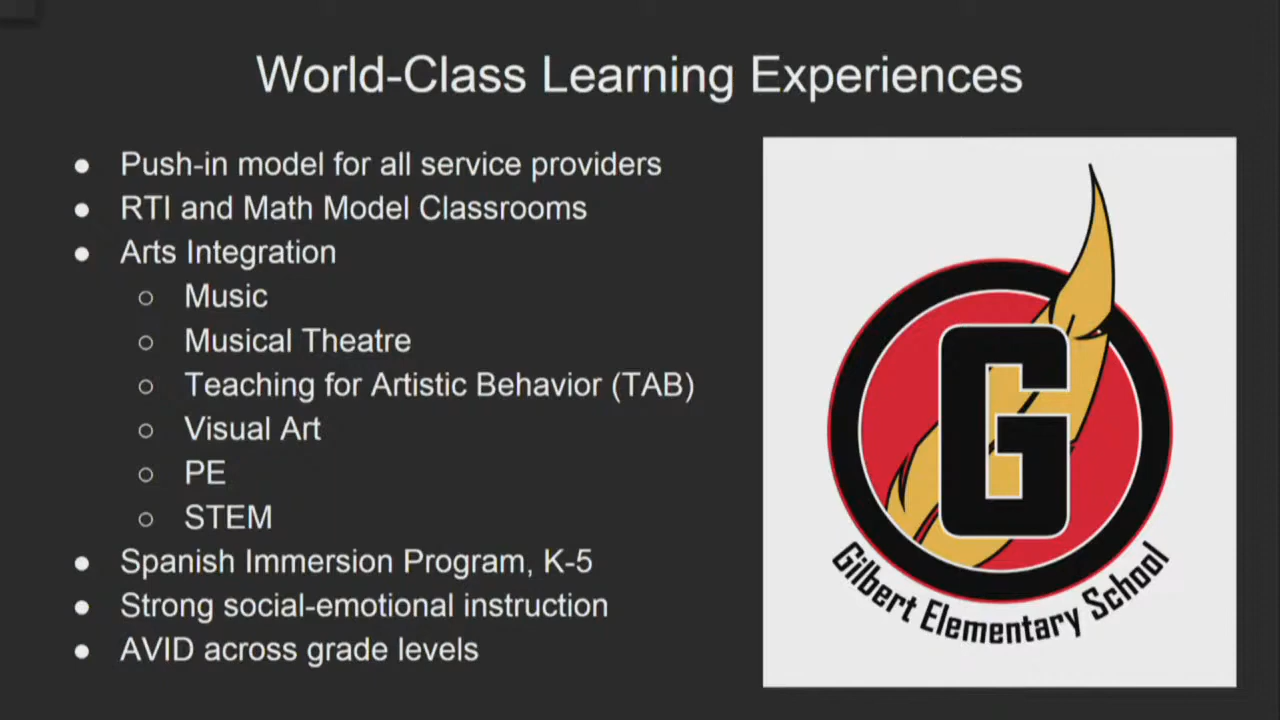 World-Class Learning Experiences
● Push-in model for all service providers
● RTI and Math Model Classrooms
● Arts Integration
○ Music
○ Musical Theatre
○ Teaching for Artistic Behavior (TAB)
○ Visual Art
○ PE
○ STEM
● Spanish Immersion Program, K-5
● Strong social-emotional instruction
● AVID across grade levels
G
Gilbert Elementary School